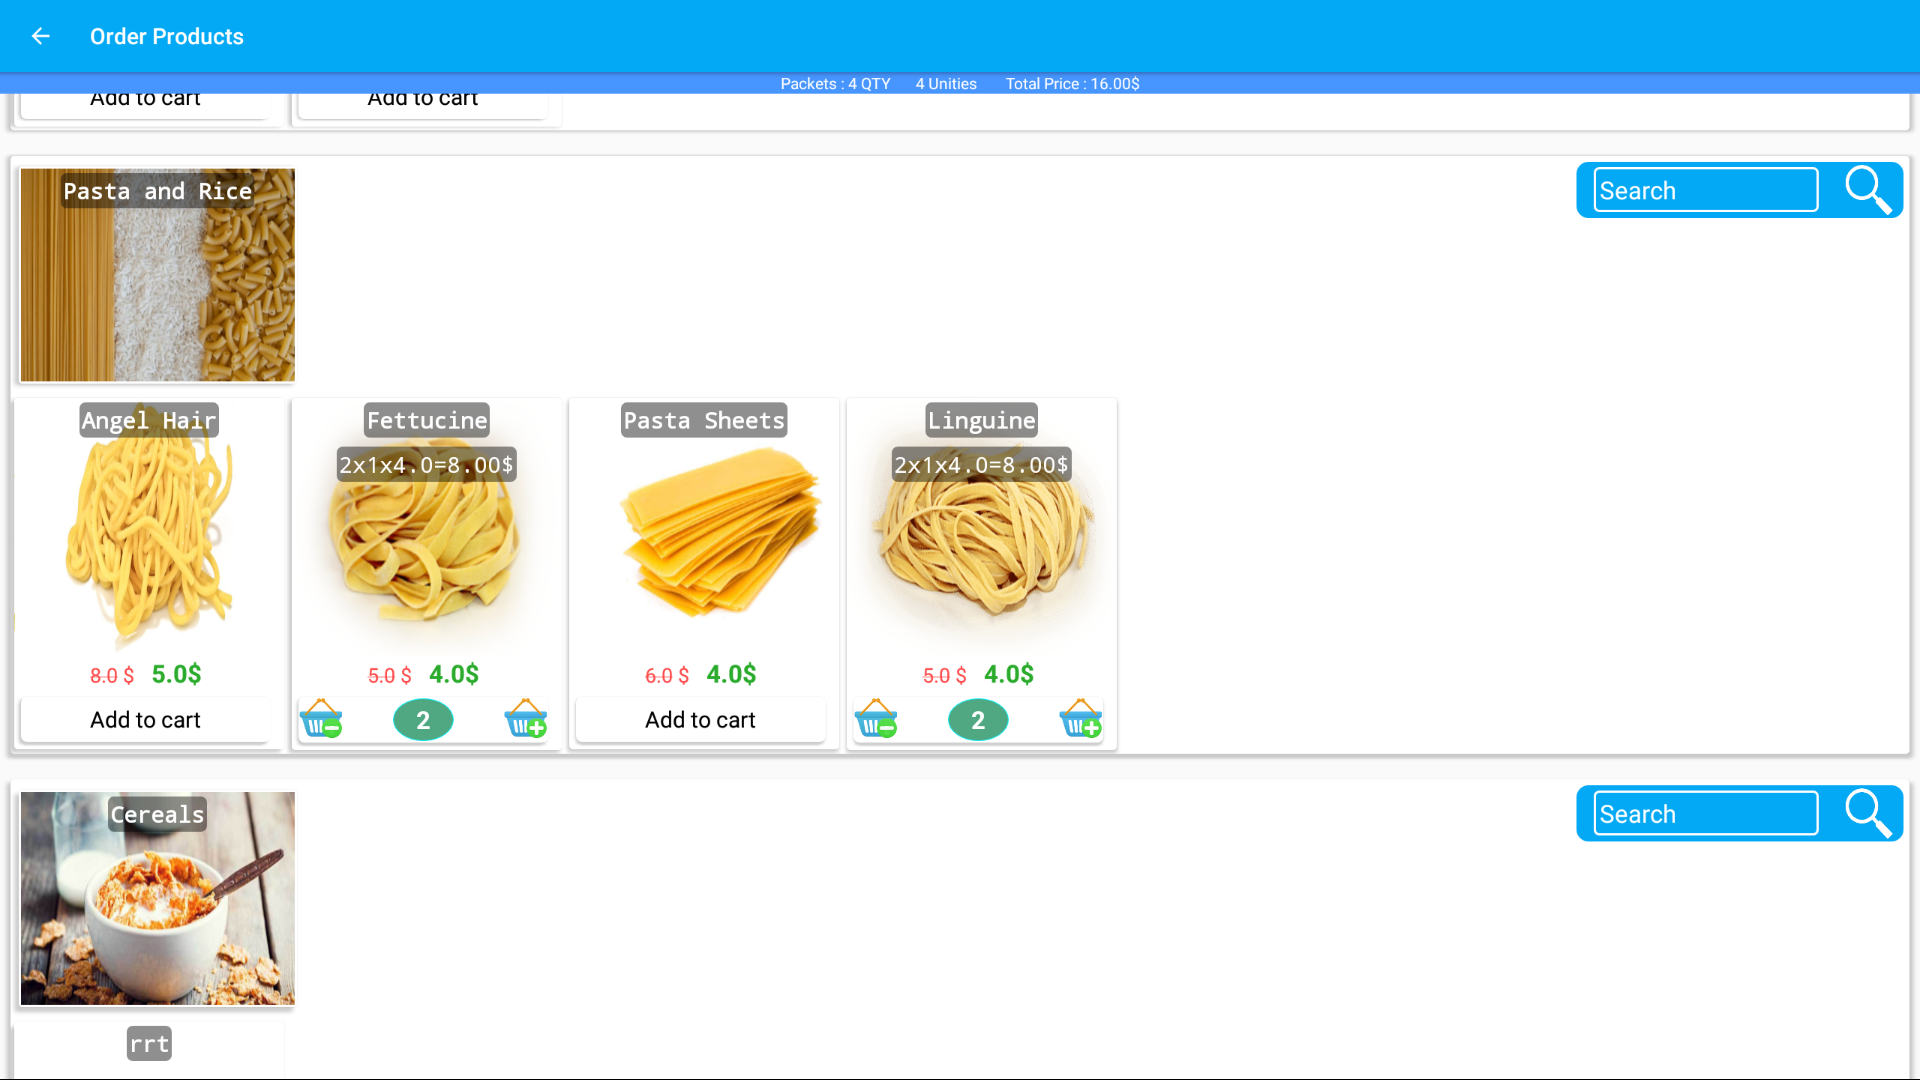 Order Products
Packets : 4 QTY 4 Unities Total Price : 16.00$
Add to cart Add to cart
Pasta and Rice
Search
Angel Hair Fettucine Pasta Sheets Linguine
2x1x4.0=8.00$ 2x1x4.0=8.00$
8.0 $ 5.0$ 5.0 $ 4.0$ 6.0 $ 4.0$ 5.0 $ 4.0$
Add to cart 2 Add to cart 2
Cereals
Search
rrt